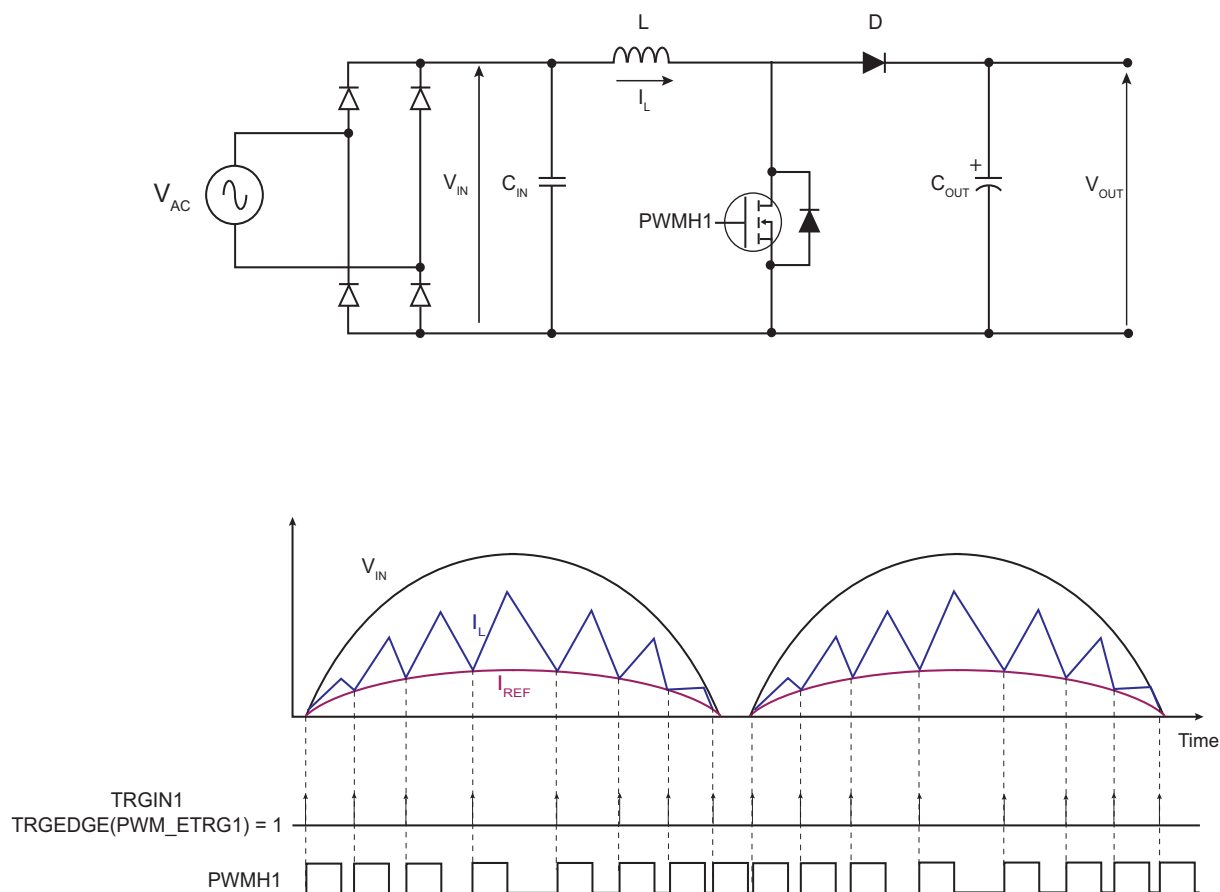 L
D
I_L
V_AC
V_IN
C_IN
PWMH1
C_OUT
+
V_OUT
V_IN
I_L
I_REF
Time
TRGIN1
TRGEDGE(PWM_ETRG1) = 1
PWMH1